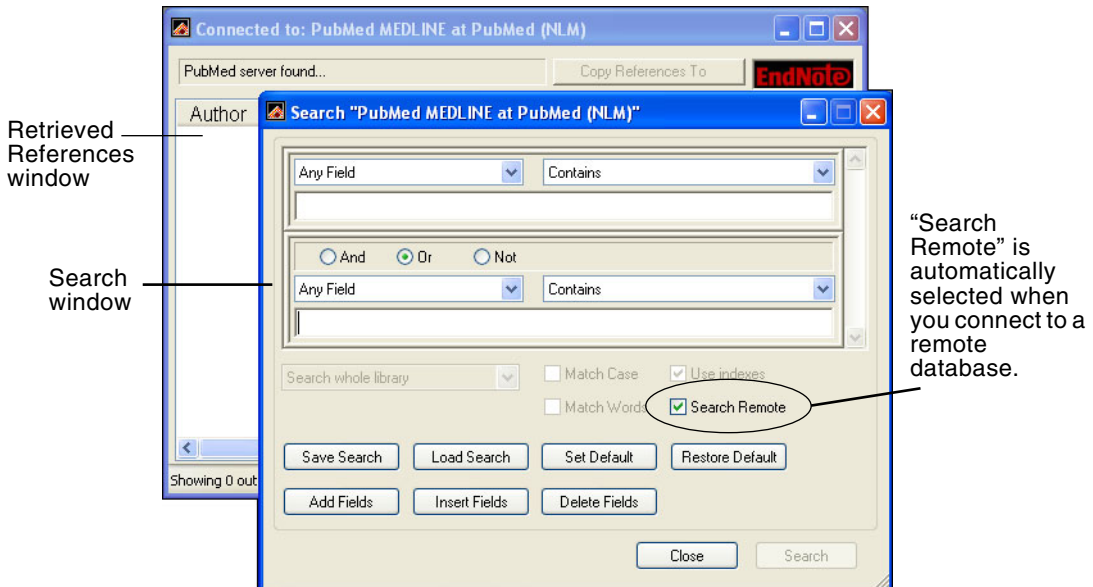 Connected to: PubMed MEDLINE at PubMed (NLM)
PubMed server found...
Copy References To
EndNote
Author
Search "PubMed MEDLINE at PubMed (NLM)"
Retrieved
References
window
Any Field
Contains
And
Or
Not
Search
window
Any Field
Contains
“Search
Remote” is
automatically
selected when
you connect to a
remote
database.
Search whole library
Match Case
Use indexes
Match Words
Search Remote
Save Search
Load Search
Set Default
Restore Default
Showing 0 out
Add Fields
Insert Fields
Delete Fields
Close
Search